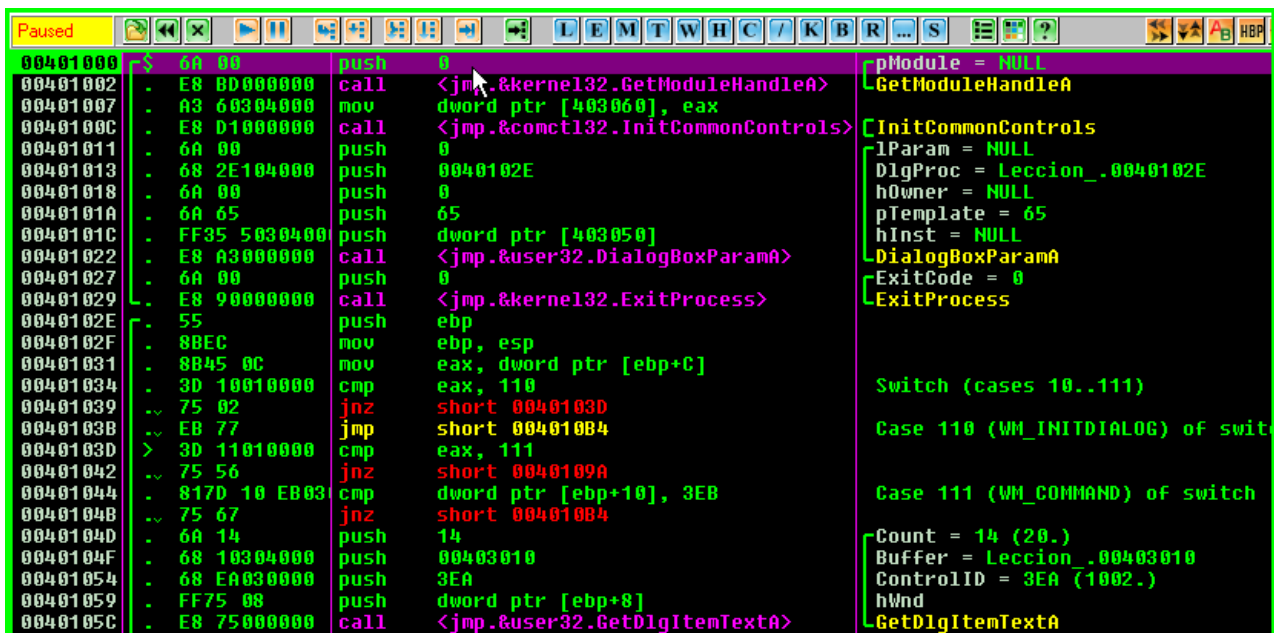 Paused L E M T W H C / K B R ... S ? AB HBP
00401000 $ 6A 00 push 0 pModule = NULL
00401002 . E8 BD000000 call <jmp.&kernel32.GetModuleHandleA> GetModuleHandleA
00401007 . A3 60304000 mov dword ptr [403060], eax
0040100C . E8 D1000000 call <jmp.&comctl32.InitCommonControls> InitCommonControls
00401011 . 6A 00 push 0 lParam = NULL
00401013 . 68 2E104000 push 0040102E DlgProc = Leccion_.0040102E
00401018 . 6A 00 push 0 hOwner = NULL
0040101A . 6A 65 push 65 pTemplate = 65
0040101C . FF35 50304000 push dword ptr [403050] hInst = NULL
00401022 . E8 A3000000 call <jmp.&user32.DialogBoxParamA> DialogBoxParamA
00401027 . 6A 00 push 0 ExitCode = 0
00401029 . E8 90000000 call <jmp.&kernel32.ExitProcess> ExitProcess
0040102E . 55 push ebp
0040102F . 8BEC mov ebp, esp
00401031 . 8B45 0C mov eax, dword ptr [ebp+C]
00401034 . 3D 10010000 cmp eax, 110 Switch (cases 10..111)
00401039 . 75 02 jnz short 0040103D
0040103B . EB 77 jmp short 004010B4 Case 110 (WM_INITDIALOG) of swit
0040103D > 3D 11010000 cmp eax, 111
00401042 . 75 56 jnz short 0040109A
00401044 . 817D 10 EB03 cmp dword ptr [ebp+10], 3EB Case 111 (WM_COMMAND) of switch
0040104B . 75 67 jnz short 004010B4
0040104D . 6A 14 push 14 Count = 14 (20.)
0040104F . 68 10304000 push 00403010 Buffer = Leccion_.00403010
00401054 . 68 EA030000 push 3EA ControlID = 3EA (1002.)
00401059 . FF75 08 push dword ptr [ebp+8] hWnd
0040105C . E8 75000000 call <jmp.&user32.GetDlgItemTextA> GetDlgItemTextA